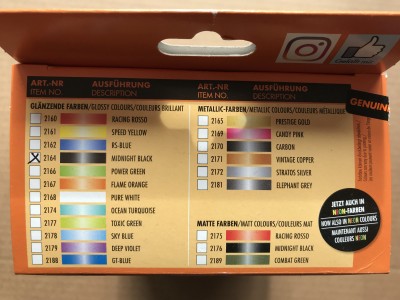 GENUINE
ART.-NR AUSFÜHRUNG
ITEM NO. DESCRIPTION
ART.-NR AUSFÜHRUNG
ITEM NO. DESCRIPTION
GLÄNZENDE FARBEN/GLOSSY COLOURS/COULEURS BRILLANT
2160 RACING ROSSO
2161 SPEED YELLOW
2162 RS-BLUE
2164 MIDNIGHT BLACK
2166 POWER GREEN
2167 FLAME ORANGE
2168 PURE WHITE
2174 OCEAN TURQUOISE
2177 TOXIC GREEN
2178 SKY BLUE
2179 DEEP VIOLET
2188 GT-BLUE
METALLIC-FARBEN/METALLIC COLOURS/COULEURS MÉTALLIQUE
2165 PRESTIGE GOLD
2169 CANDY PINK
2170 CARBON
2171 VINTAGE COPPER
2172 STRATOS SILVER
2181 ELEPHANT GREY
MATTE FARBEN/MATT COLOURS/COULEURS MAT
2175 RACING ROSSO
2176 MIDNIGHT BLACK
2189 COMBAT GREEN
JETZT AUCH IN
NEON-FARBEN
NOW ALSO IN NEON COLOURS
MAINTENANT AUSSI
COULEURS NEON